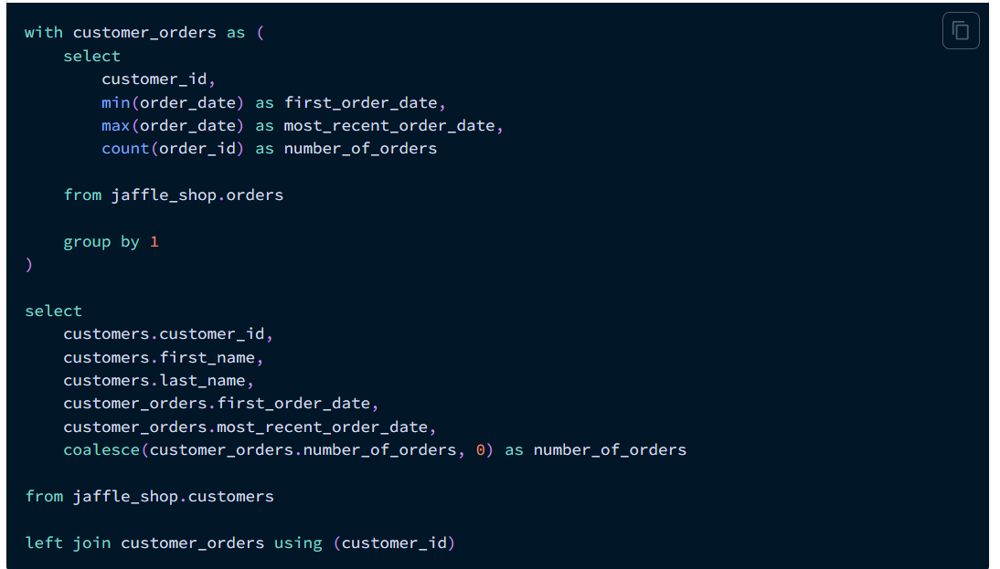 with customer_orders as (
    select
        customer_id,
        min(order_date) as first_order_date,
        max(order_date) as most_recent_order_date,
        count(order_id) as number_of_orders

    from jaffle_shop.orders

    group by 1
)

select
    customers.customer_id,
    customers.first_name,
    customers.last_name,
    customer_orders.first_order_date,
    customer_orders.most_recent_order_date,
    coalesce(customer_orders.number_of_orders, 0) as number_of_orders

from jaffle_shop.customers

left join customer_orders using (customer_id)